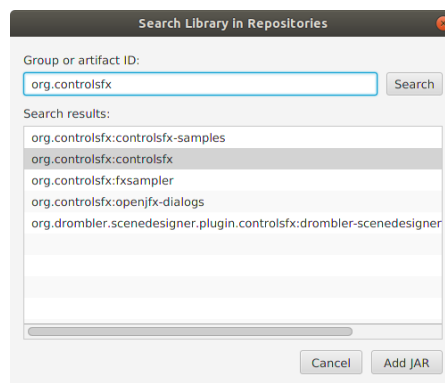 Search Library in Repositories
Group or artifact ID:
org.controlsfx
Search
Search results:
org.controlsfx:controlsfx-samples
org.controlsfx:controlsfx
org.controlsfx:fxsampler
org.controlsfx:openjfx-dialogs
org.drombler.scenedesigner.plugin.controlsfx:drombler-scenedesigner
Cancel
Add JAR